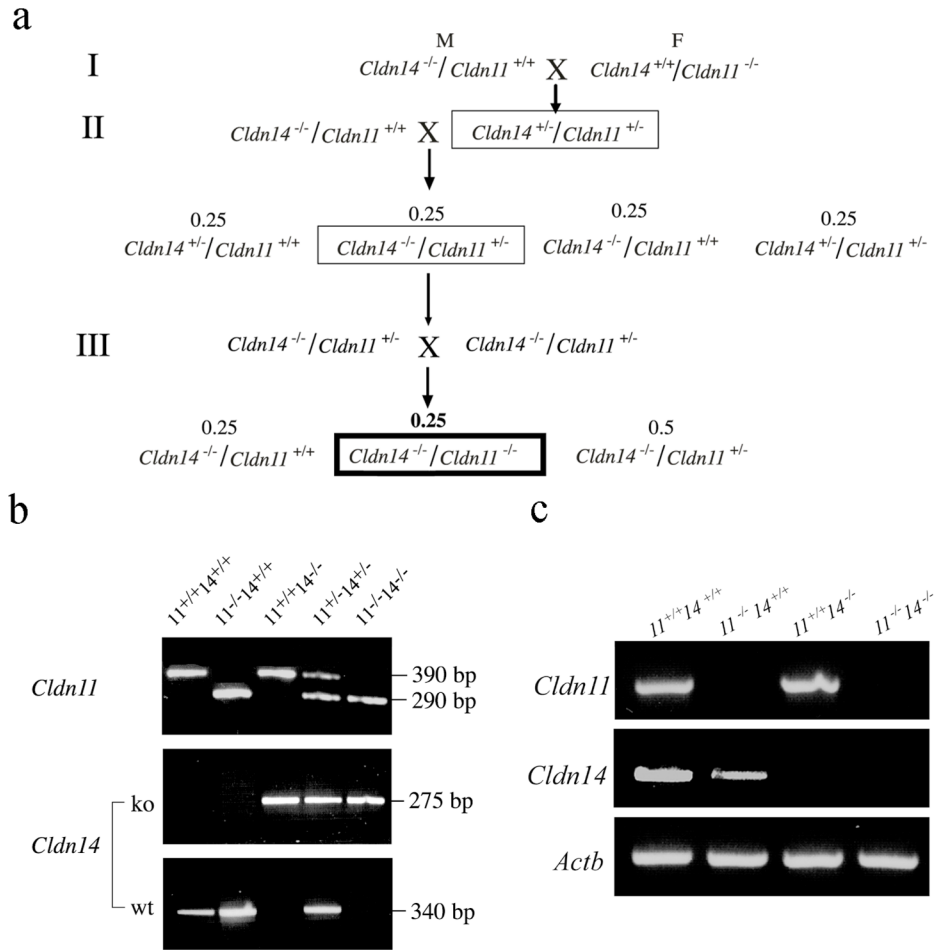 a
M F
I Cldn14 -/-/Cldn11 +/+ X Cldn14 +/+/Cldn11 -/-
II Cldn14 -/-/Cldn11 +/+ X Cldn14 +/-/Cldn11 +/-
0.25 0.25 0.25 0.25
Cldn14 +/-/Cldn11 +/+ Cldn14 -/-/Cldn11 +/- Cldn14 -/-/Cldn11 +/+ Cldn14 +/-/Cldn11 +/-
III Cldn14 -/-/Cldn11 +/- X Cldn14 -/-/Cldn11 +/-
0.25 0.25 0.5
Cldn14 -/-/Cldn11 +/+ Cldn14 -/-/Cldn11 -/- Cldn14 -/-/Cldn11 +/-
b
11+/+14+/+ 11-/-14+/+ 11+/+14-/- 11+/-14+/- 11-/-14-/-
Cldn11 390 bp
290 bp
ko 275 bp
Cldn14
wt 340 bp
c
11+/+14+/+ 11-/-14+/+ 11+/+14-/- 11-/-14-/-
Cldn11
Cldn14
Actb